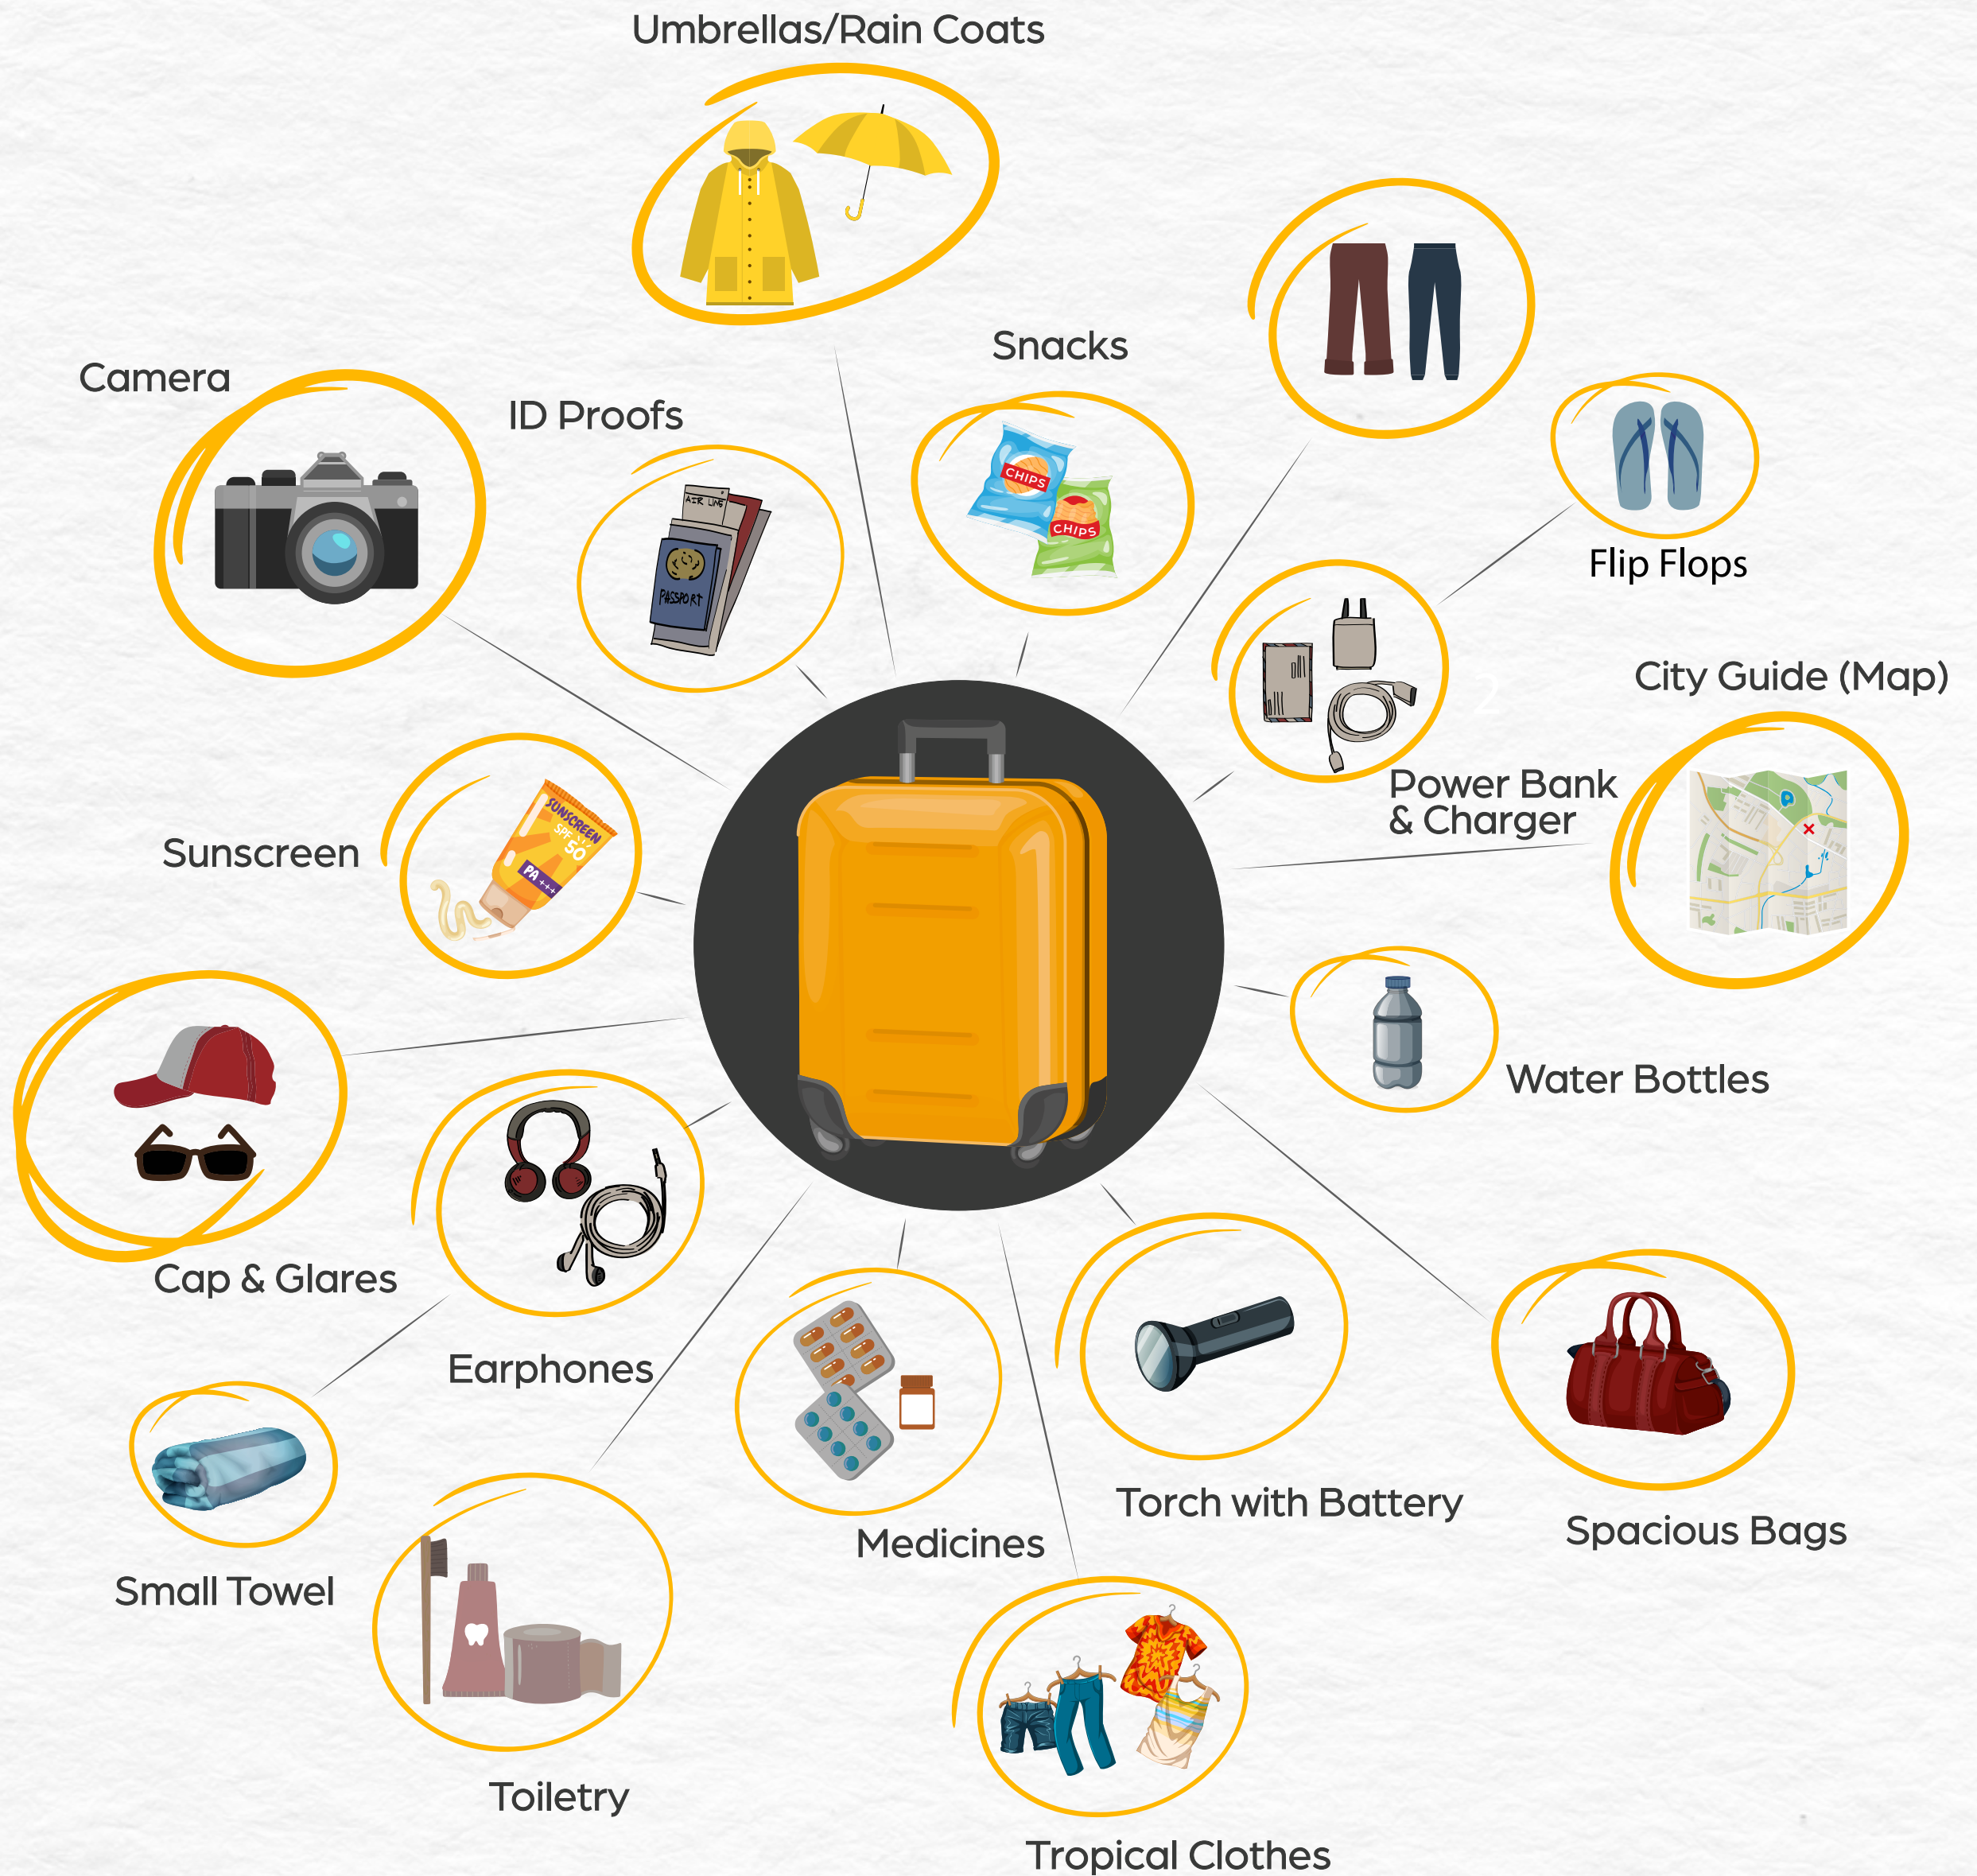 Umbrellas/Rain Coats
Snacks
Camera
ID Proofs
AIR LINE
PASSPORT
CHIPS
CHIPS
Flip Flops
City Guide (Map)
Power Bank
& Charger
SUNSCREEN
SPF
50
PA +++
Sunscreen
Water Bottles
Cap & Glares
Earphones
Torch with Battery
Spacious Bags
Medicines
Small Towel
Toiletry
Tropical Clothes